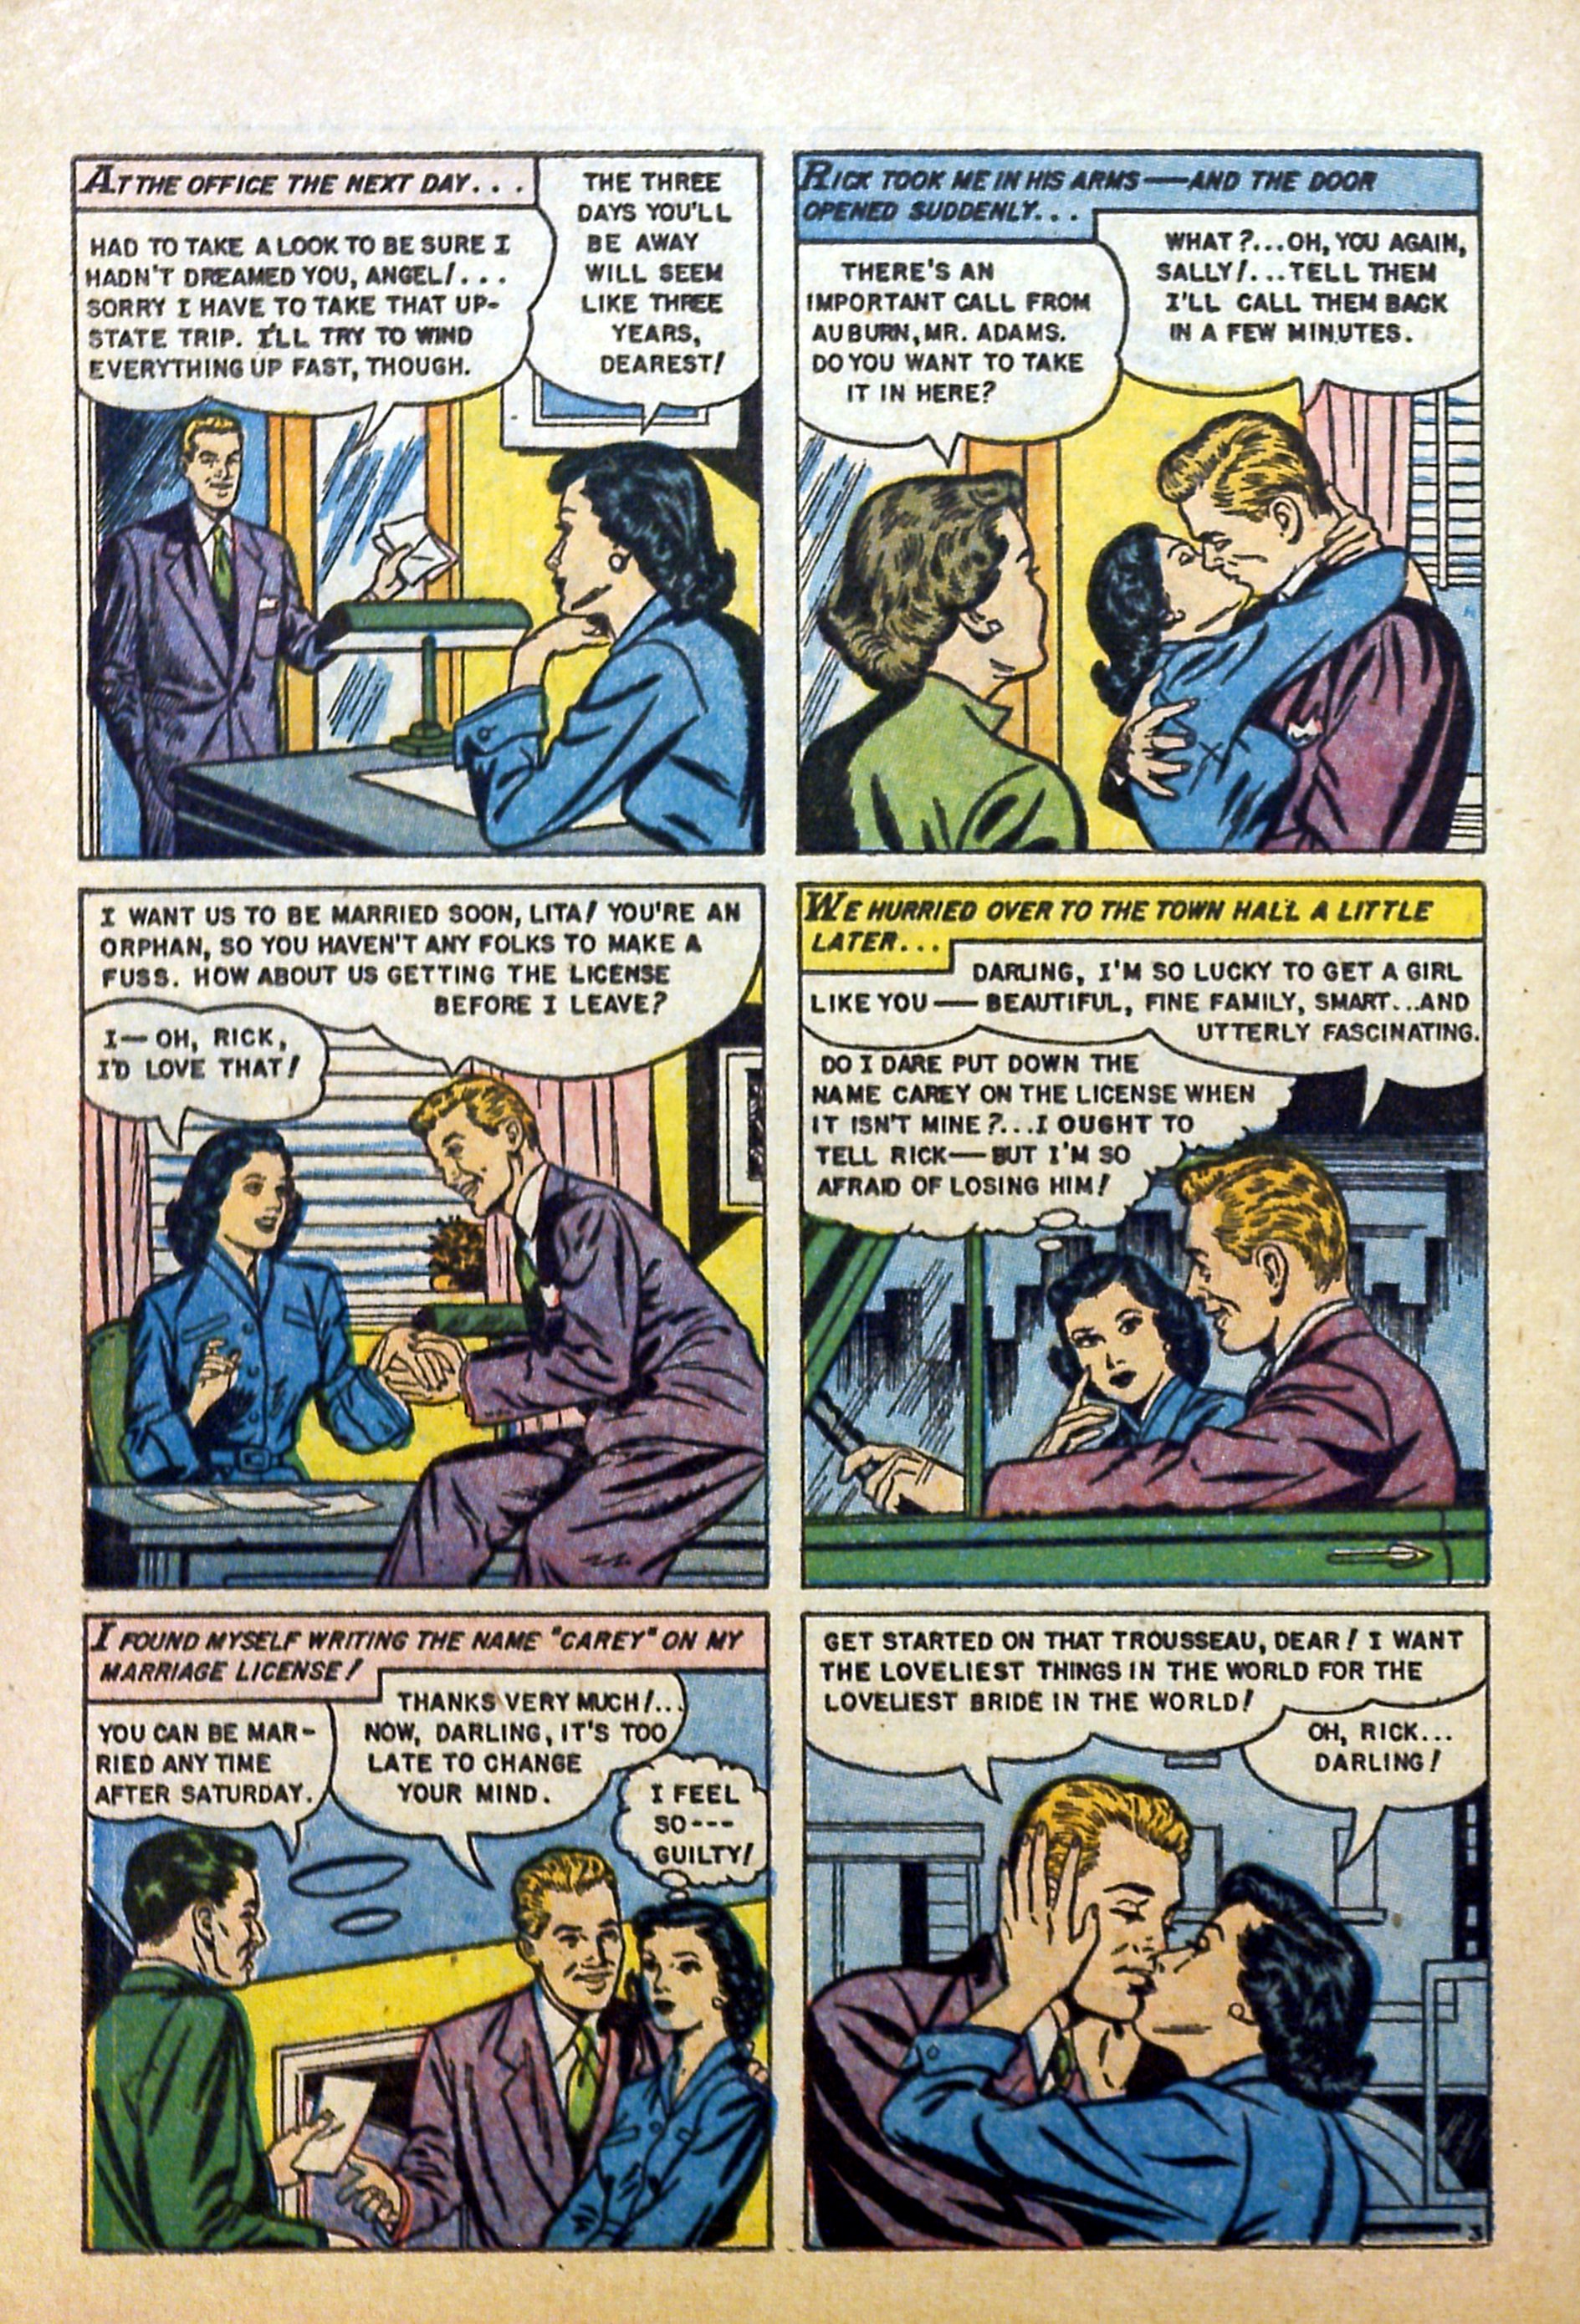 AT THE OFFICE THE NEXT DAY...
HAD TO TAKE A LOOK TO BE SURE I
HADN'T DREAMED YOU, ANGEL!...
SORRY I HAVE TO TAKE THAT UP-
STATE TRIP. I'LL TRY TO WIND
EVERYTHING UP FAST, THOUGH.
THE THREE
DAYS YOU'LL
BE AWAY
WILL SEEM
LIKE THREE
YEARS,
DEAREST!
RICK TOOK ME IN HIS ARMS—AND THE DOOR
OPENED SUDDENLY...
THERE'S AN
IMPORTANT CALL FROM
AUBURN, MR. ADAMS.
DO YOU WANT TO TAKE
IT IN HERE?
WHAT?...OH, YOU AGAIN,
SALLY!...TELL THEM
I'LL CALL THEM BACK
IN A FEW MINUTES.
I WANT US TO BE MARRIED SOON, LITA! YOU'RE AN
ORPHAN, SO YOU HAVEN'T ANY FOLKS TO MAKE A
FUSS. HOW ABOUT US GETTING THE LICENSE
BEFORE I LEAVE?
I—OH, RICK,
I'D LOVE THAT!
WE HURRIED OVER TO THE TOWN HALL A LITTLE
LATER...
DARLING, I'M SO LUCKY TO GET A GIRL
LIKE YOU—BEAUTIFUL, FINE FAMILY, SMART...AND
UTTERLY FASCINATING.
DO I DARE PUT DOWN THE
NAME CAREY ON THE LICENSE WHEN
IT ISN'T MINE?...I OUGHT TO
TELL RICK—BUT I'M SO
AFRAID OF LOSING HIM!
I FOUND MYSELF WRITING THE NAME "CAREY" ON MY
MARRIAGE LICENSE!
YOU CAN BE MAR-
RIED ANY TIME
AFTER SATURDAY.
THANKS VERY MUCH!...
NOW, DARLING, IT'S TOO
LATE TO CHANGE
YOUR MIND.
I FEEL
SO---
GUILTY!
GET STARTED ON THAT TROUSSEAU, DEAR! I WANT
THE LOVELIEST THINGS IN THE WORLD FOR THE
LOVELIEST BRIDE IN THE WORLD!
OH, RICK...
DARLING!
3